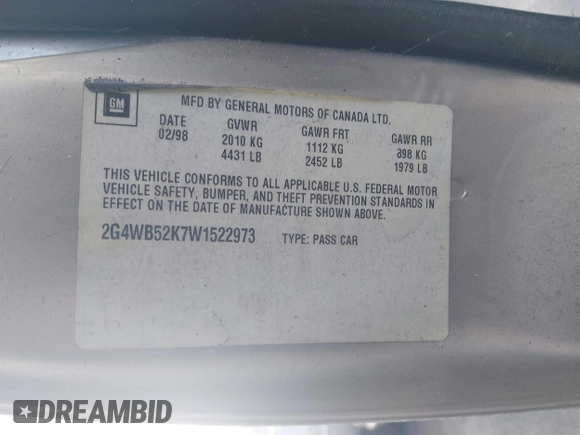 GM
MFD BY GENERAL MOTORS OF CANADA LTD.
DATE GVWR GAWR FRT GAWR RR
02/98 2010 KG 1112 KG 898 KG
4431 LB 2452 LB 1979 LB
THIS VEHICLE CONFORMS TO ALL APPLICABLE U.S. FEDERAL MOTOR
VEHICLE SAFETY, BUMPER, AND THEFT PREVENTION STANDARDS IN
EFFECT ON THE DATE OF MANUFACTURE SHOWN ABOVE.
2G4WB52K7W1522973 TYPE: PASS CAR
DREAMBID